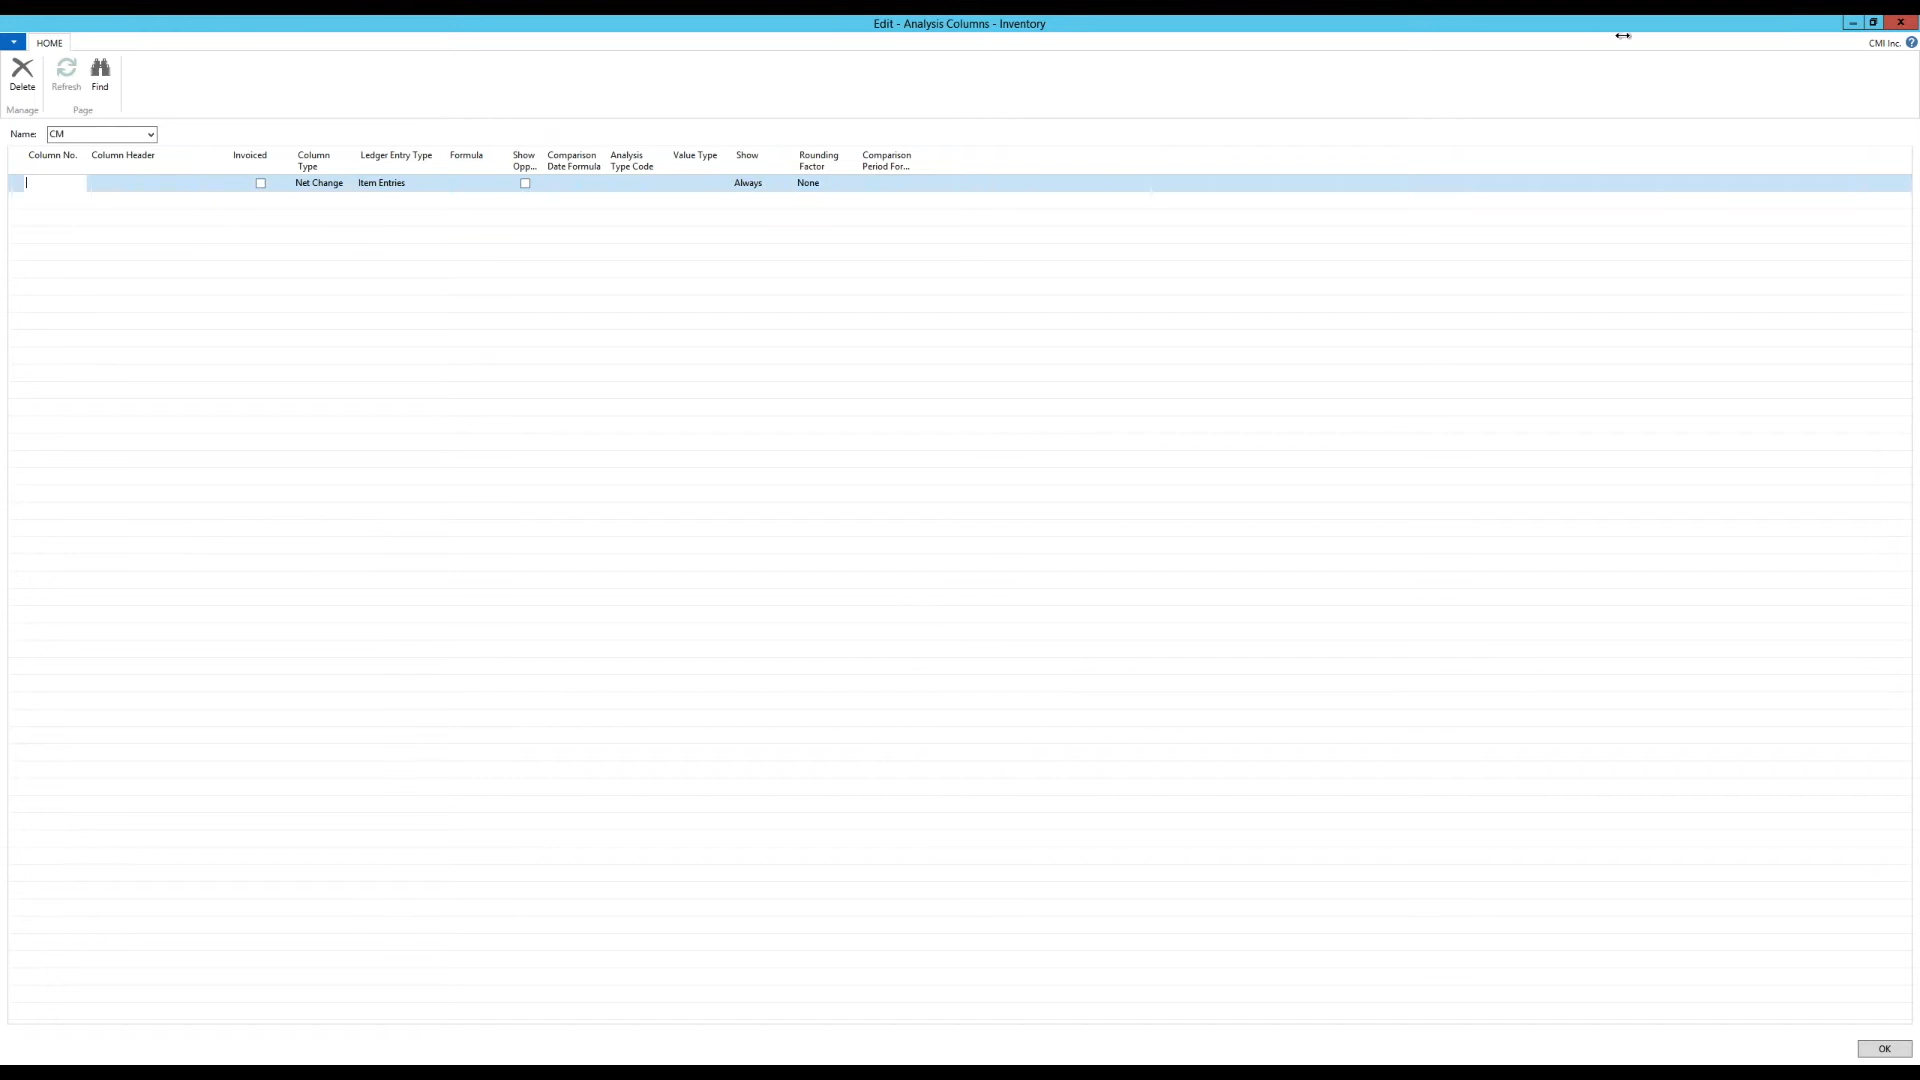 Edit - Analysis Columns - Inventory
HOME
CMI Inc.
Delete
Refresh
Find
Manage
Page
Name:
CM
Column No.
Column Header
Invoiced
Column
Type
Ledger Entry Type
Formula
Show
Opp...
Comparison
Date Formula
Analysis
Type Code
Value Type
Show
Rounding
Factor
Comparison
Period For...
Net Change
Item Entries
Always
None
OK